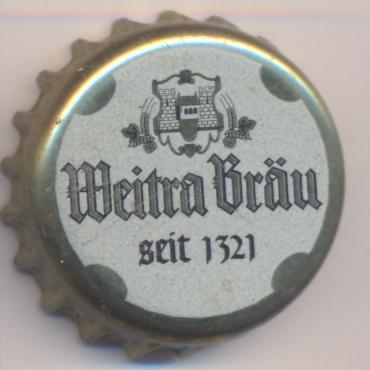 Weitra Bräu
seit 1321